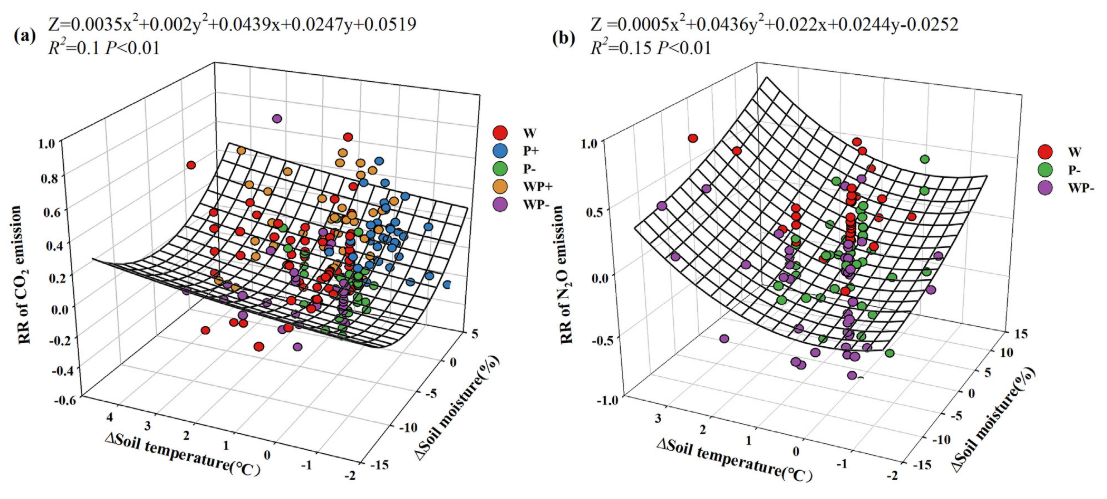 (a) Z=0.0035x²+0.002y²+0.0439x+0.0247y+0.0519
R²=0.1 P<0.01
1.0
0.8
0.6
0.4
0.2
0.0
-0.2
-0.4
-0.6
RR of CO₂ emission
4
3
2
1
0
-1
-2
ΔSoil temperature(°C)
5
0
-5
-10
-15
ΔSoil moisture(%)
W
P+
P-
WP+
WP-
(b) Z =0.0005x²+0.0436y²+0.022x+0.0244y-0.0252
R²=0.15 P<0.01
1.0
0.5
0.0
-0.5
-1.0
RR of N₂O emission
3
2
1
0
-1
-2
ΔSoil temperature(°C)
15
10
5
0
-5
-10
-15
ΔSoil moisture(%)
W
P-
WP-